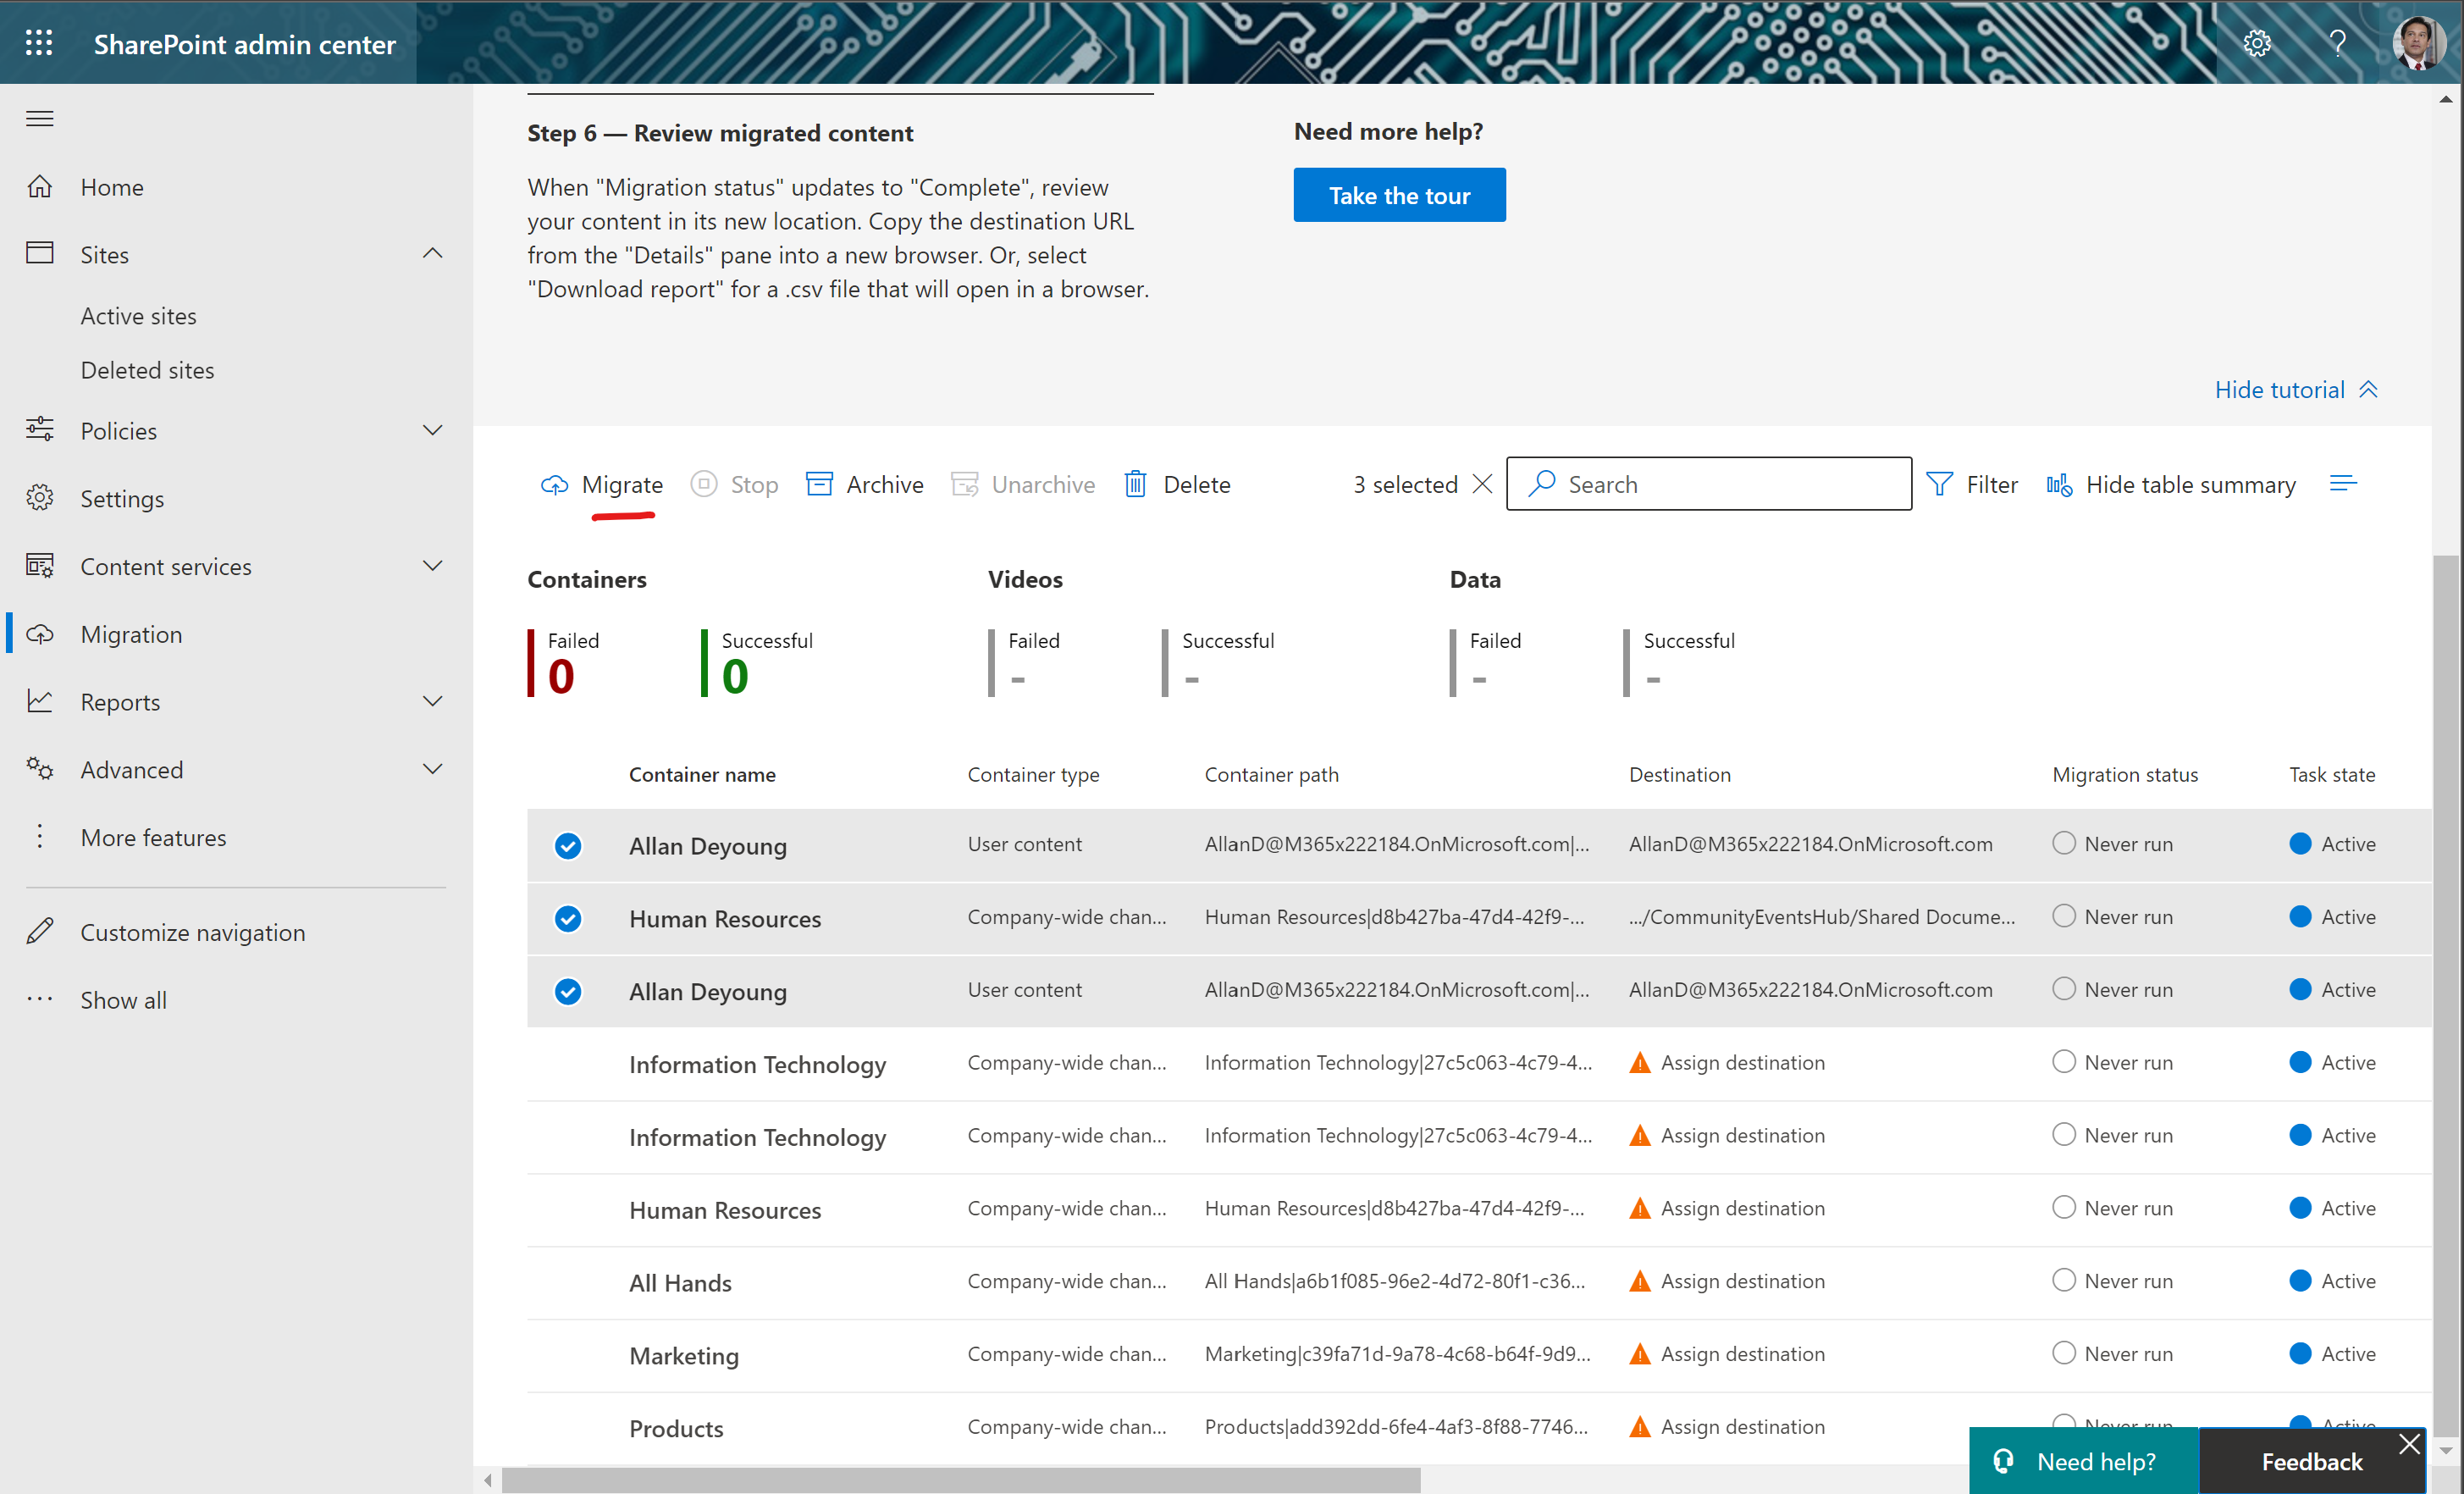 SharePoint admin center
Home
Sites
Active sites
Deleted sites
Policies
Settings
Content services
Migration
Reports
Advanced
More features
Customize navigation
Show all
Step 6 — Review migrated content
When "Migration status" updates to "Complete", review
your content in its new location. Copy the destination URL
from the "Details" pane into a new browser. Or, select
"Download report" for a .csv file that will open in a browser.
Need more help?
Take the tour
Hide tutorial
Migrate Stop Archive Unarchive Delete 3 selected Search Filter Hide table summary
Containers Videos Data
Failed Successful Failed Successful Failed Successful
0 0 - - - -
Container name Container type Container path Destination Migration status Task state
Allan Deyoung User content AllanD@M365x222184.OnMicrosoft.com|... AllanD@M365x222184.OnMicrosoft.com Never run Active
Human Resources Company-wide chan... Human Resources|d8b427ba-47d4-42f9-... .../CommunityEventsHub/Shared Docume... Never run Active
Allan Deyoung User content AllanD@M365x222184.OnMicrosoft.com|... AllanD@M365x222184.OnMicrosoft.com Never run Active
Information Technology Company-wide chan... Information Technology|27c5c063-4c79-4... Assign destination Never run Active
Information Technology Company-wide chan... Information Technology|27c5c063-4c79-4... Assign destination Never run Active
Human Resources Company-wide chan... Human Resources|d8b427ba-47d4-42f9-... Assign destination Never run Active
All Hands Company-wide chan... All Hands|a6b1f085-96e2-4d72-80f1-c36... Assign destination Never run Active
Marketing Company-wide chan... Marketing|c39fa71d-9a78-4c68-b64f-9d9... Assign destination Never run Active
Products Company-wide chan... Products|add392dd-6fe4-4af3-8f88-7746... Assign destination Never run Active
Need help? Feedback